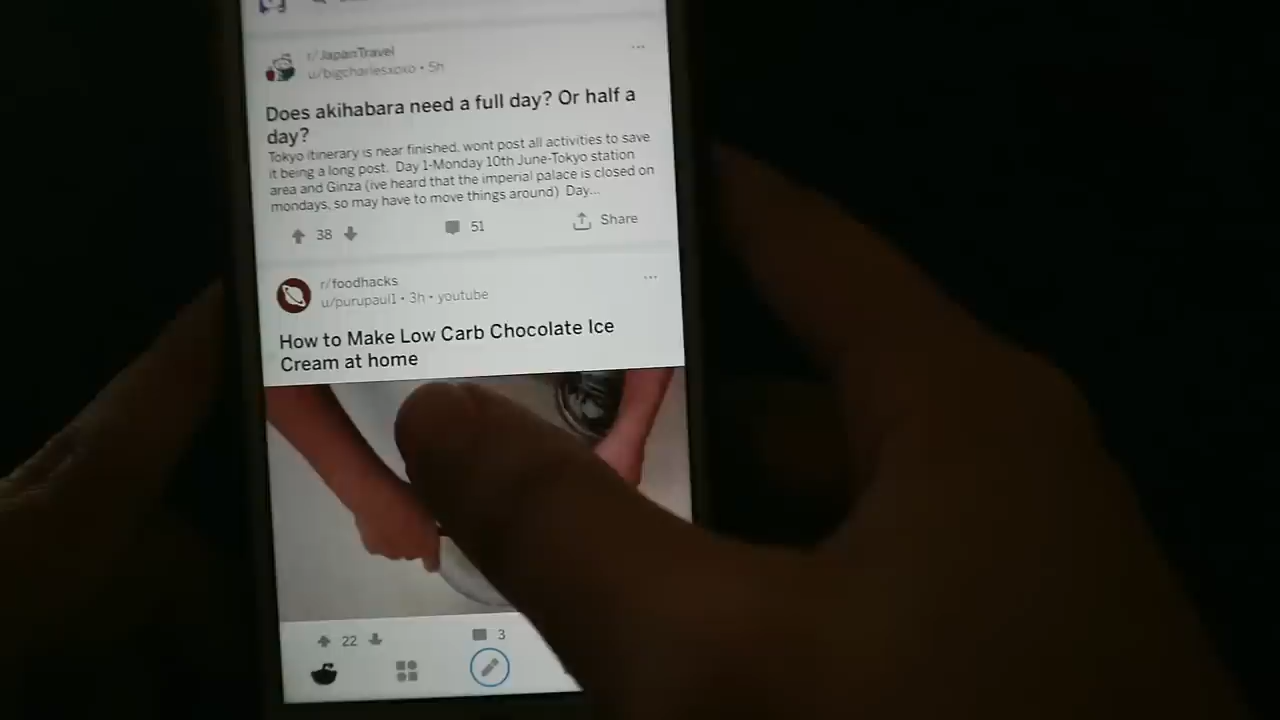 r/JapanTravel
u/bigcharlesxoxo • 5h
Does akihabara need a full day? Or half a
day?
Tokyo itinerary is near finished. wont post all activities to save
it being a long post. Day 1-Monday 10th June-Tokyo station
area and Ginza (ive heard that the imperial palace is closed on
mondays, so may have to move things around) Day...
38
51
Share
r/foodhacks
u/purupaul1 • 3h • youtube
How to Make Low Carb Chocolate Ice
Cream at home
22
3